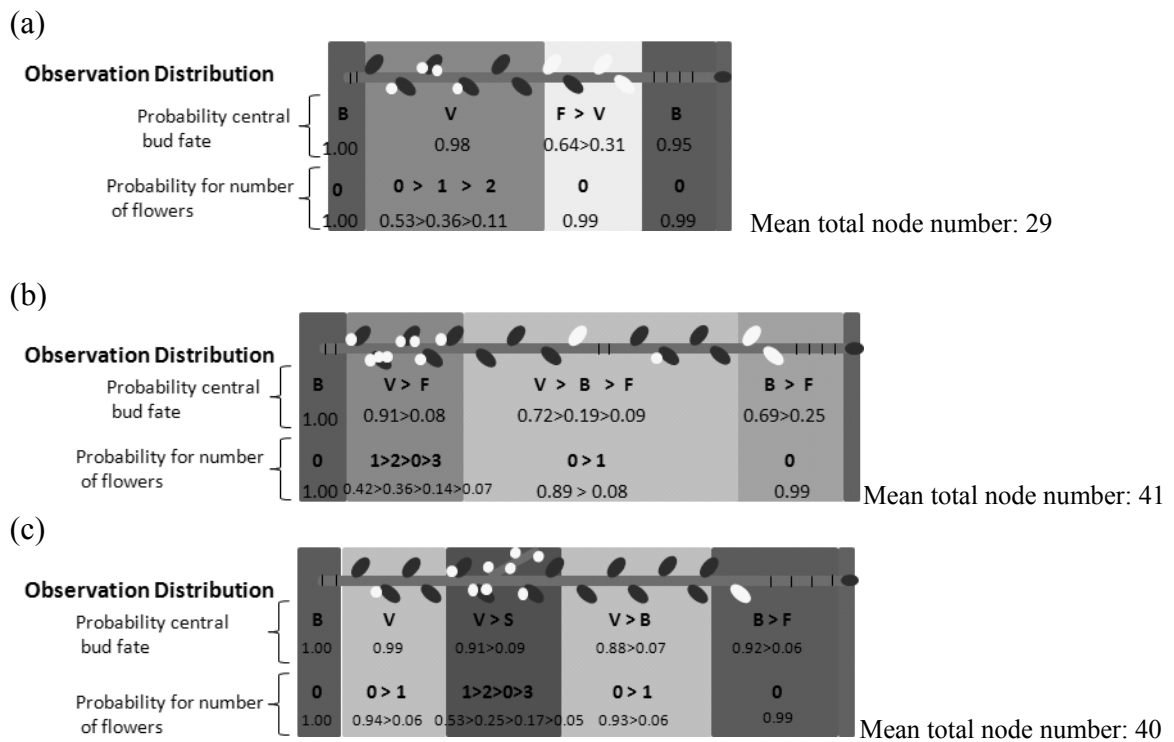 (a)
Observation Distribution
Probability central bud fate
B V F > V B
1.00 0.98 0.64>0.31 0.95
Probability for number of flowers
0 0 > 1 > 2 0 0
1.00 0.53>0.36>0.11 0.99 0.99
Mean total node number: 29
(b)
Observation Distribution
Probability central bud fate
B V > F V > B > F B > F
1.00 0.91>0.08 0.72>0.19>0.09 0.69>0.25
Probability for number of flowers
0 1>2>0>3 0 > 1 0
1.00 0.42>0.36>0.14>0.07 0.89 > 0.08 0.99
Mean total node number: 41
(c)
Observation Distribution
Probability central bud fate
B V V > S V > B B > F
1.00 0.99 0.91>0.09 0.88>0.07 0.92>0.06
Probability for number of flowers
0 0 > 1 1>2>0>3 0 > 1 0
1.00 0.94>0.06 0.53>0.25>0.17>0.05 0.93>0.06 0.99
Mean total node number: 40